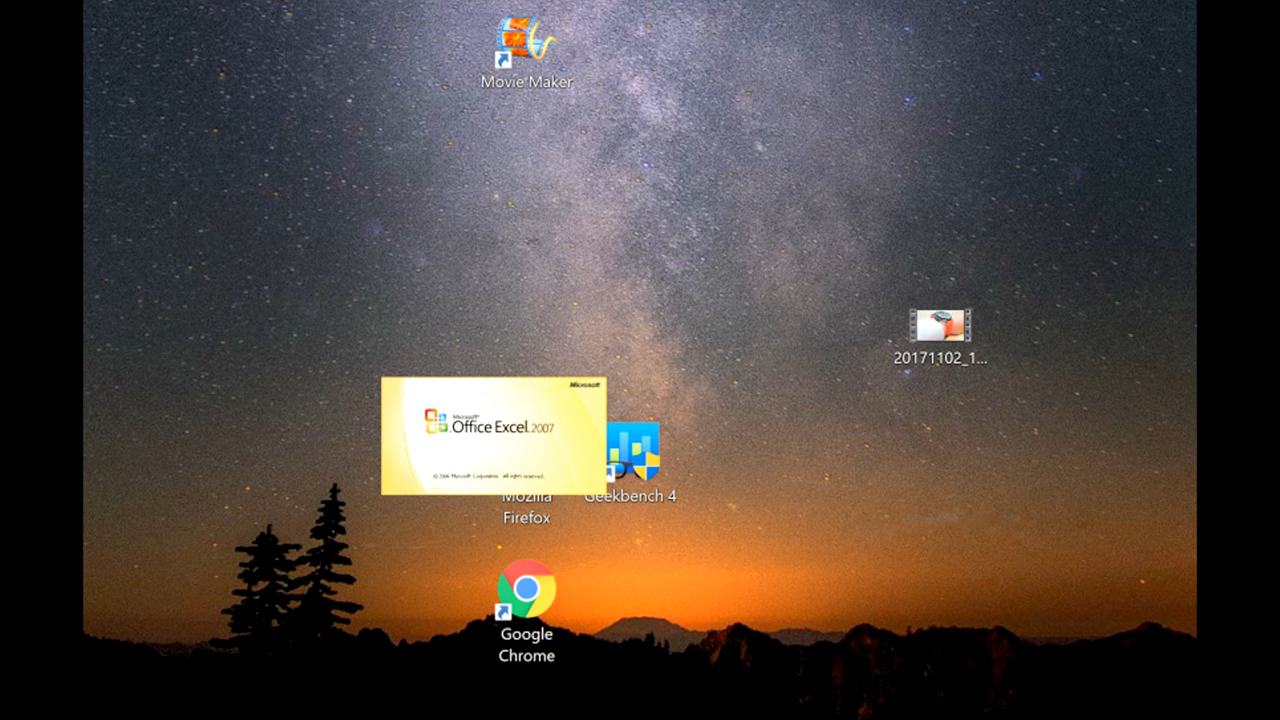 Movie Maker
20171102_1...
Microsoft
Microsoft®
Office Excel 2007
© 2006 Microsoft Corporation. All rights reserved.
Mozilla
Firefox
Geekbench 4
Google
Chrome